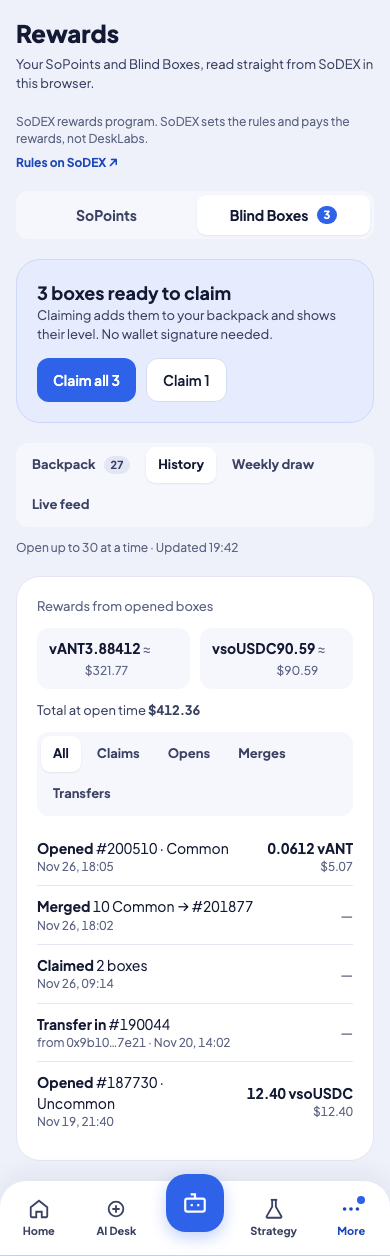 Rewards
Your SoPoints and Blind Boxes, read straight from SoDEX in
this browser.
SoDEX rewards program. SoDEX sets the rules and pays the
rewards, not DeskLabs.
Rules on SoDEX ↗
SoPoints
Blind Boxes 3
3 boxes ready to claim
Claiming adds them to your backpack and shows
their level. No wallet signature needed.
Claim all 3
Claim 1
Backpack 27
History
Weekly draw
Live feed
Open up to 30 at a time · Updated 19:42
Rewards from opened boxes
vANT3.88412 ≈
$321.77
vsoUSDC90.59 ≈
$90.59
Total at open time $412.36
All
Claims
Opens
Merges
Transfers
Opened #200510 · Common
0.0612 vANT
Nov 26, 18:05
$5.07
Merged 10 Common → #201877
Nov 26, 18:02
—
Claimed 2 boxes
Nov 26, 09:14
—
Transfer in #190044
from 0x9b10…7e21 · Nov 20, 14:02
—
Opened #187730 ·
Uncommon
Nov 19, 21:40
12.40 vsoUSDC
$12.40
Home
AI Desk
Strategy
More